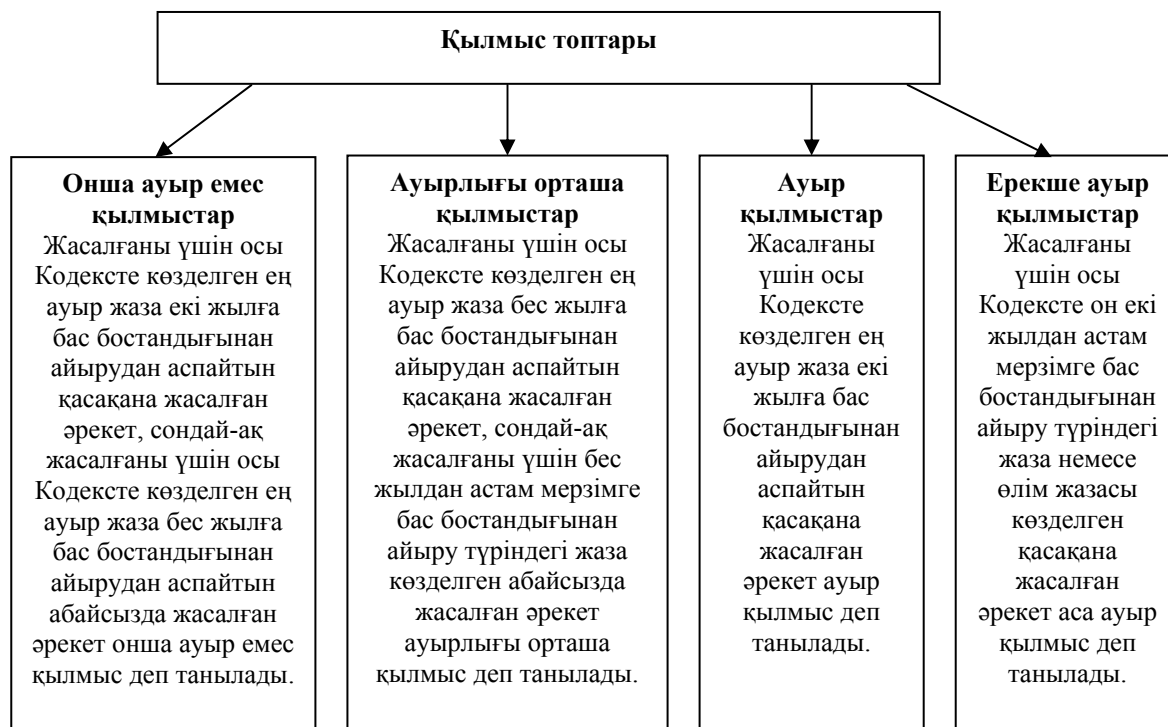 Қылмыс топтары
Онша ауыр емес
қылмыстар
Жасалғаны үшін осы
Кодексте көзделген ең
ауыр жаза екі жылға
бас бостандығынан
айырудан аспайтын
қасақана жасалған
әрекет, сондай-ақ
жасалғаны үшін осы
Кодексте көзделген ең
ауыр жаза бес жылға
бас бостандығынан
айырудан аспайтын
абайсызда жасалған
әрекет онша ауыр емес
қылмыс деп танылады.
Ауырлығы орташа
қылмыстар
Жасалғаны үшін осы
Кодексте көзделген ең
ауыр жаза бес жылға
бас бостандығынан
айырудан аспайтын
қасақана жасалған
әрекет, сондай-ақ
жасалғаны үшін бес
жылдан астам мерзімге
бас бостандығынан
айыру түріндегі жаза
көзделген абайсызда
жасалған әрекет
ауырлығы орташа
қылмыс деп танылады.
Ауыр
қылмыстар
Жасалғаны
үшін осы
Кодексте
көзделген ең
ауыр жаза екі
жылға бас
бостандығынан
айырудан
аспайтын
қасақана
жасалған
әрекет ауыр
қылмыс деп
танылады.
Ерекше ауыр
қылмыстар
Жасалғаны
үшін осы
Кодексте он екі
жылдан астам
мерзімге бас
бостандығынан
айыру түріндегі
жаза немесе
өлім жазасы
көзделген
қасақана
жасалған
әрекет аса ауыр
қылмыс деп
танылады.